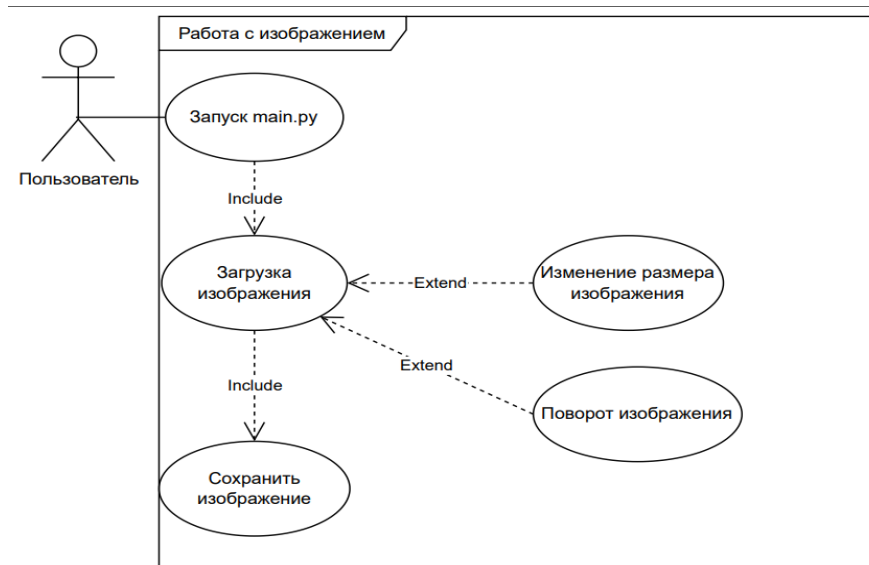 Работа с изображением
Запуск main.py
Пользователь
Include
Загрузка
изображения
Extend
Изменение размера
изображения
Extend
Include
Поворот изображения
Сохранить
изображение